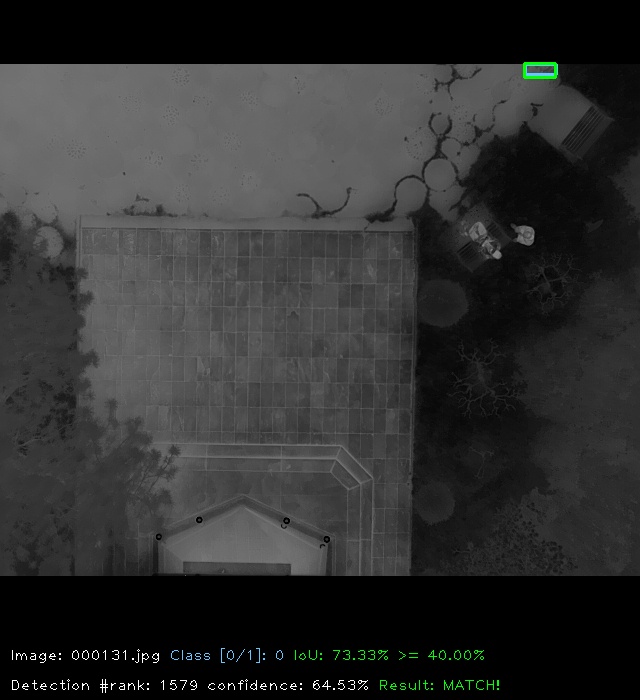 Image: 000131.jpg Class [0/1]: 0 IoU: 73.33% >= 40.00%
Detection #rank: 1579 confidence: 64.53% Result: MATCH!